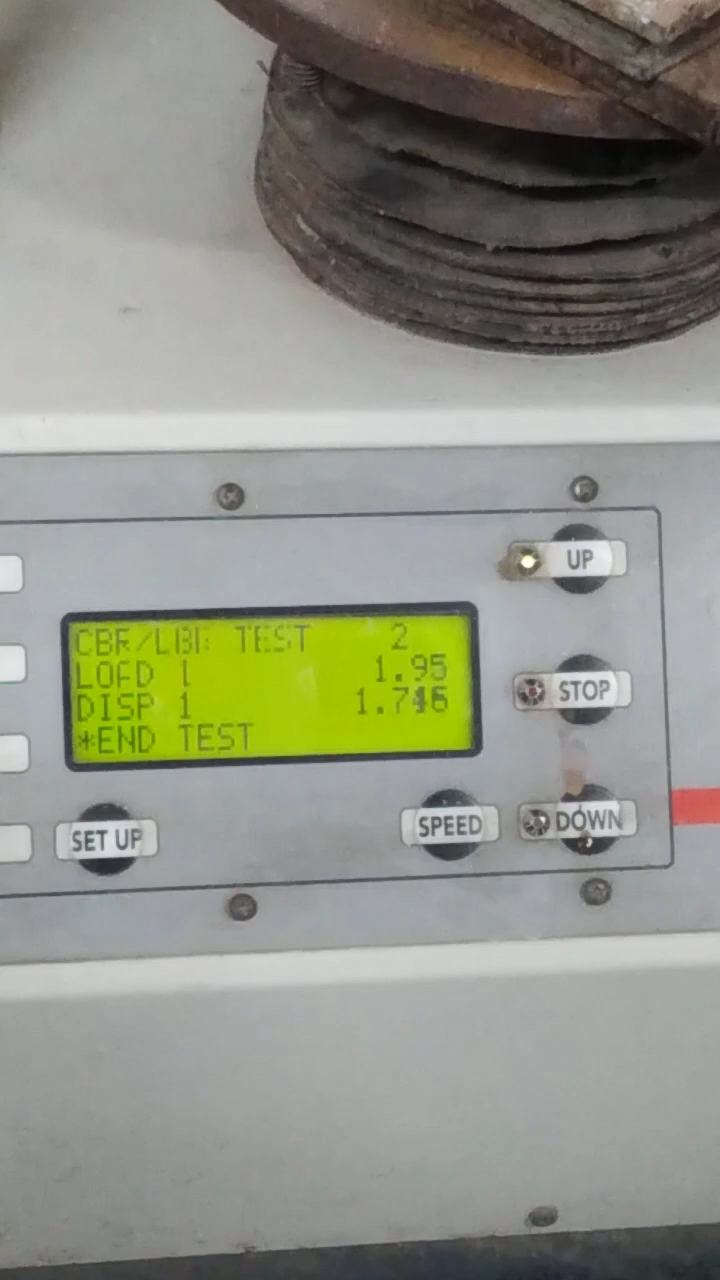 CBR/LBR TEST 2
LOAD 1 1.95
DISP 1 1.746
*END TEST
UP
STOP
DOWN
SET UP
SPEED